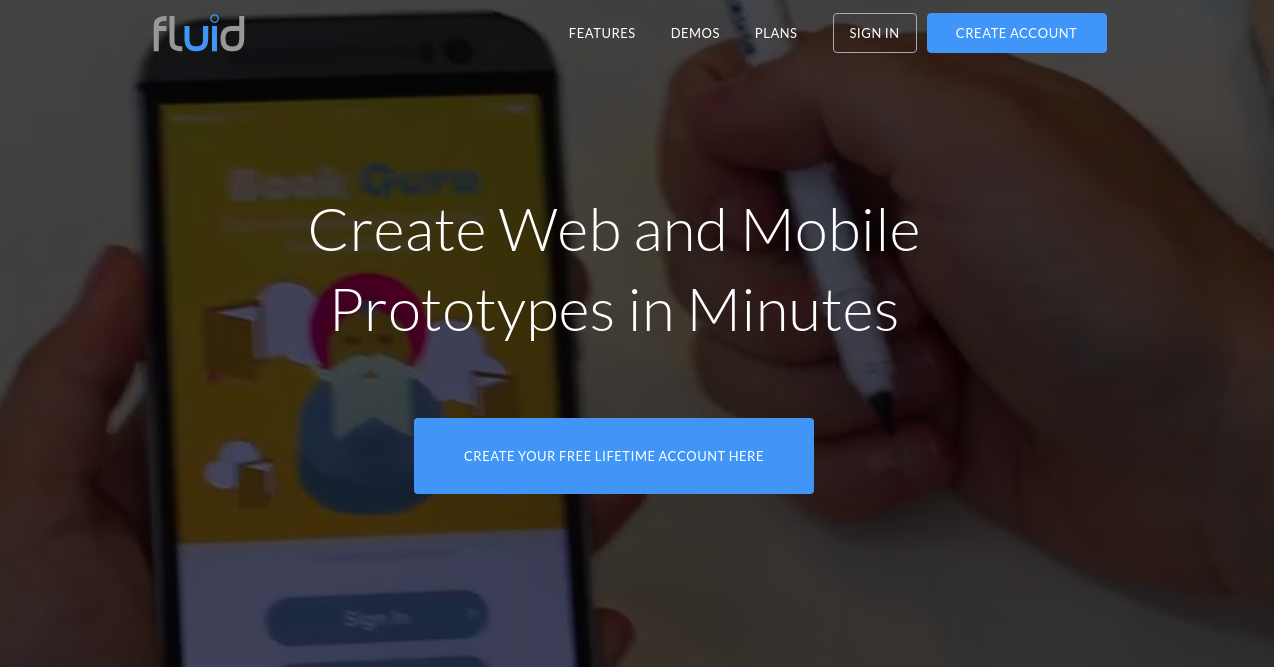 fluid
FEATURES DEMOS PLANS SIGN IN CREATE ACCOUNT
Book Guru
Create Web and Mobile
Prototypes in Minutes
CREATE YOUR FREE LIFETIME ACCOUNT HERE
Sign In